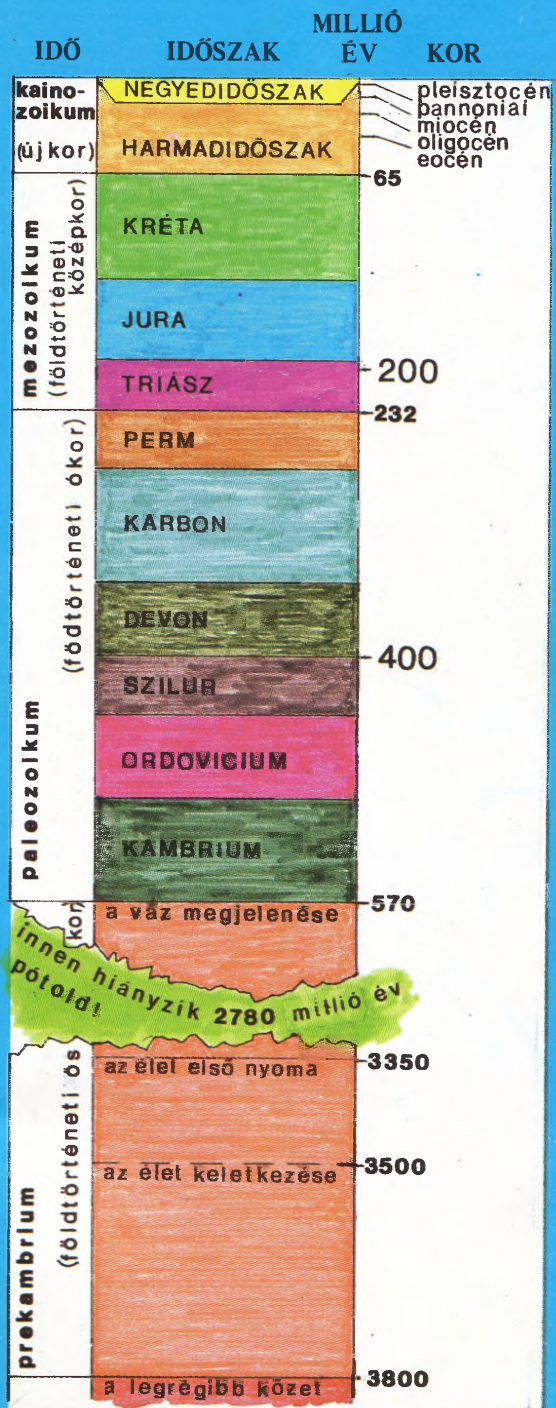 IDŐ IDŐSZAK MILLIÓ ÉV KOR
kaino-
zoikum
(újkor)
NEGYEDIDŐSZAK
HARMADIDŐSZAK
pleisztocén
pannoniai
miocén
oligocén
eocén
65
mezozoikum
(földtörténeti
középkor)
KRÉTA
JURA
200
TRIÁSZ
232
paleozoikum
(födtörténeti ókor)
PERM
KARBON
DEVON
400
SZILUR
ORDOVICIUM
KAMBRIUM
570
a váz megjelenése
kor)
innen hiányzik 2780 millió év
pótold!
prekambrium
(földtörténeti ős
3350
az élet első nyoma
3500
az élet keletkezése
3800
a legrégibb kőzet